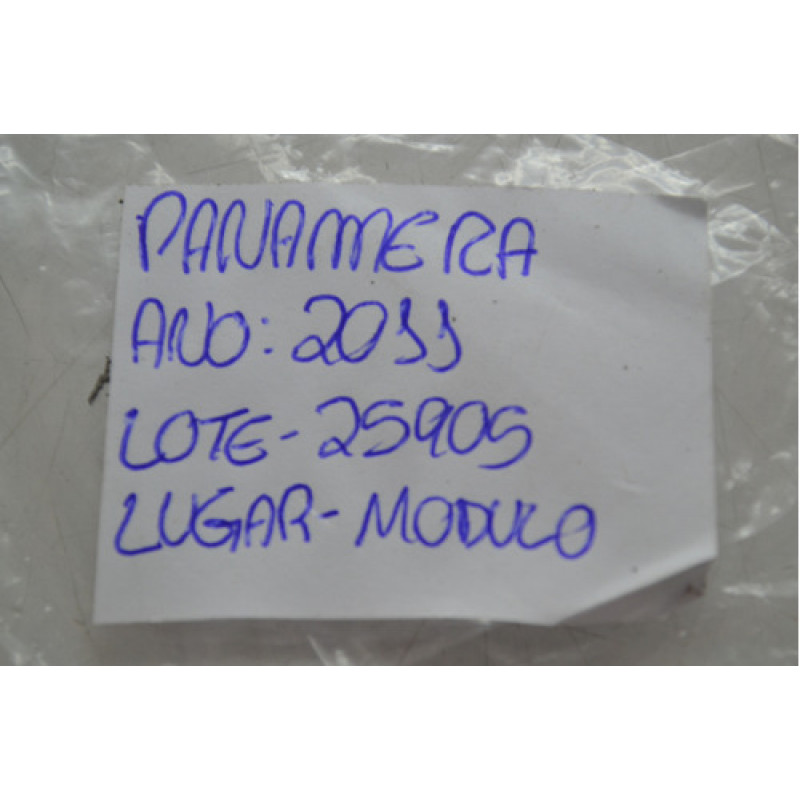 PANAMERA
ANO: 2011
LOTE-25905
LUGAR-MODULO